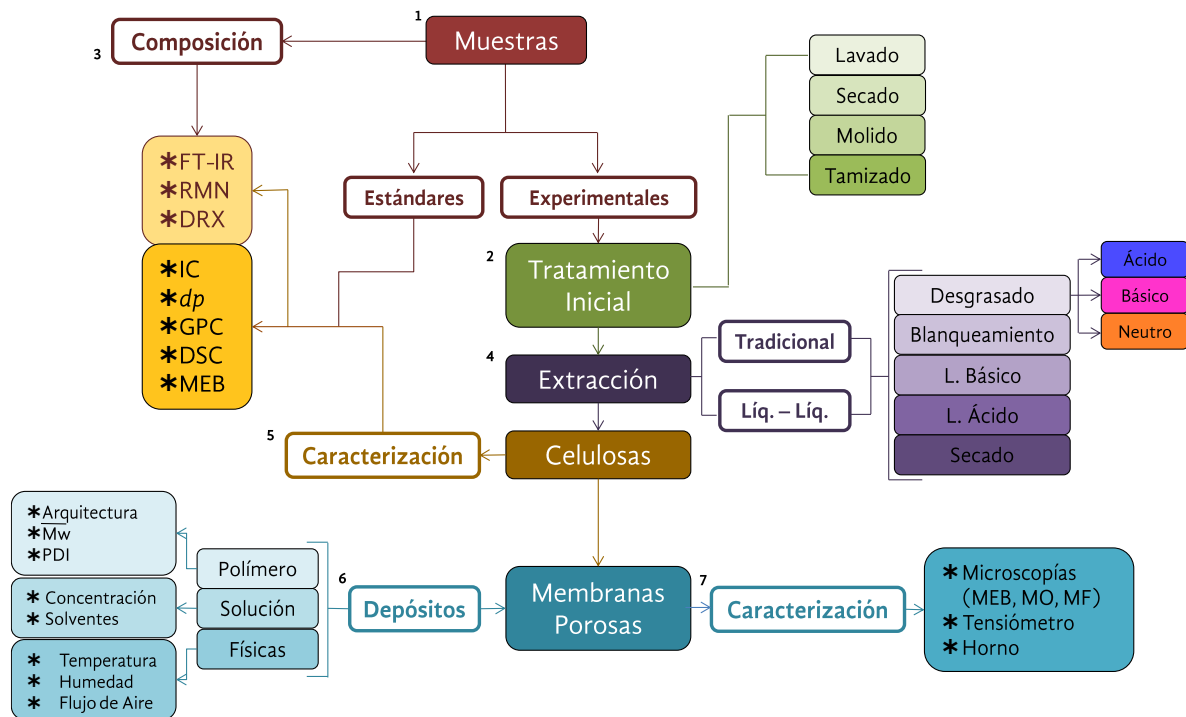 1
Muestras
3
Composición
✱FT-IR
✱RMN
✱DRX
✱IC
✱dp
✱GPC
✱DSC
✱MEB
Estándares
Experimentales
2
Tratamiento
Inicial
Lavado
Secado
Molido
Tamizado
4
Extracción
Tradicional
Líq. – Líq.
Desgrasado
Blanqueamiento
L. Básico
L. Ácido
Secado
Ácido
Básico
Neutro
Celulosas
5
Caracterización
Membranas
Porosas
6
Depósitos
Polímero
Solución
Físicas
✱Arquitectura
✱M̅w̅
✱PDI
✱ Concentración
✱ Solventes
✱ Temperatura
✱ Humedad
✱ Flujo de Aire
7
Caracterización
✱ Microscopías
(MEB, MO, MF)
✱ Tensiómetro
✱ Horno